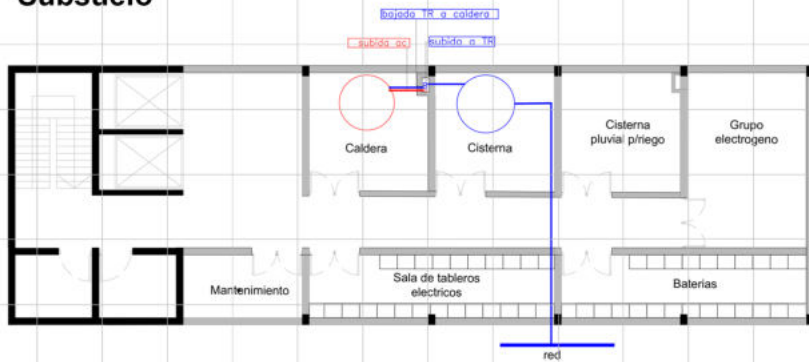 Subsuelo
bajada TR a caldera
subida ac
subida a TR
Caldera
Cisterna
Cisterna
pluvial p/riego
Grupo
electrogeno
Mantenimiento
Sala de tableros
electricos
Baterías
red